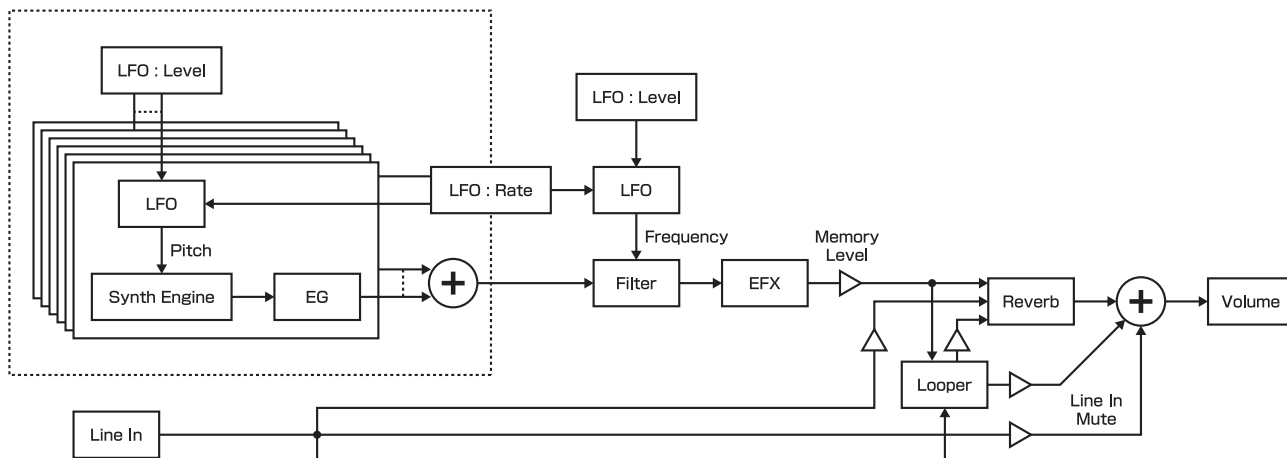 LFO : Level
LFO : Level
LFO
LFO : Rate
LFO
Pitch
Frequency
Memory
Level
Synth Engine
EG
+
Filter
EFX
Reverb
+
Volume
Looper
Line In
Mute
Line In